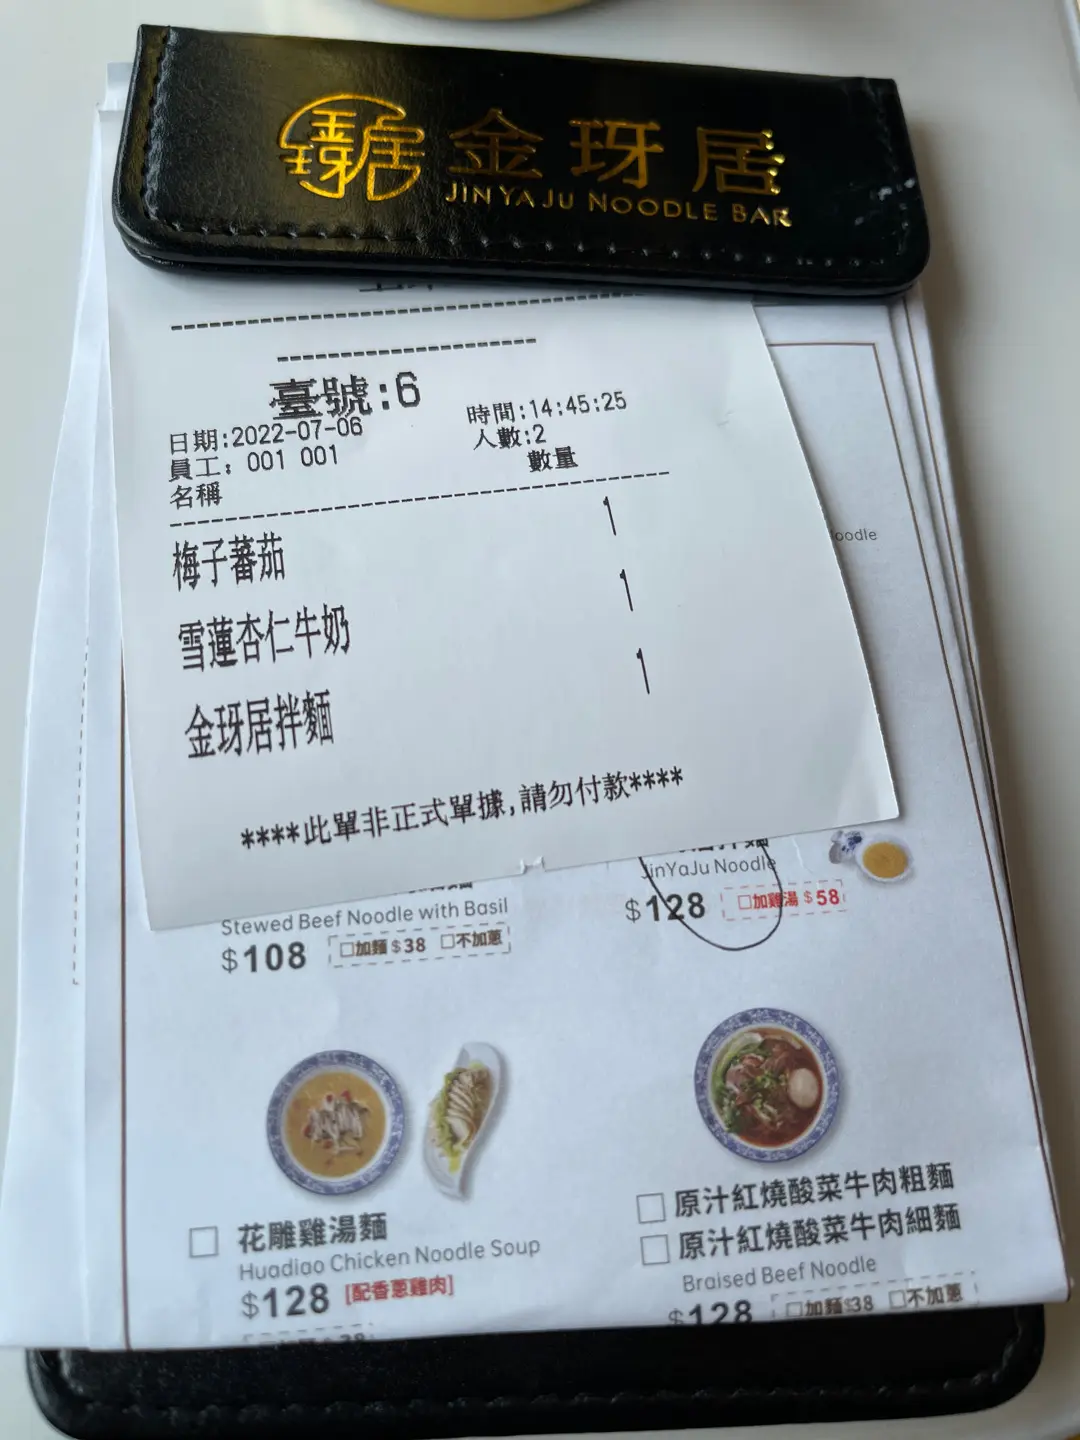 金玡居
金玡居
JIN YA JU NOODLE BAR
臺號:6
日期:2022-07-06 時間:14:45:25
員工: 001 001 人數:2
名稱 數量
梅子蕃茄 1
雪蓮杏仁牛奶 1
金玡居拌麵 1
****此單非正式單據,請勿付款****
oodle
Stewed Beef Noodle with Basil
$108 □加麵 $38 □不加蔥
JinYaJu Noodle
$128 □加雞湯 $58
花雕雞湯麵
Huadiao Chicken Noodle Soup
$128 [配香蔥雞肉]
原汁紅燒酸菜牛肉粗麵
原汁紅燒酸菜牛肉細麵
Braised Beef Noodle
$128 □加麵 $38 □不加蔥